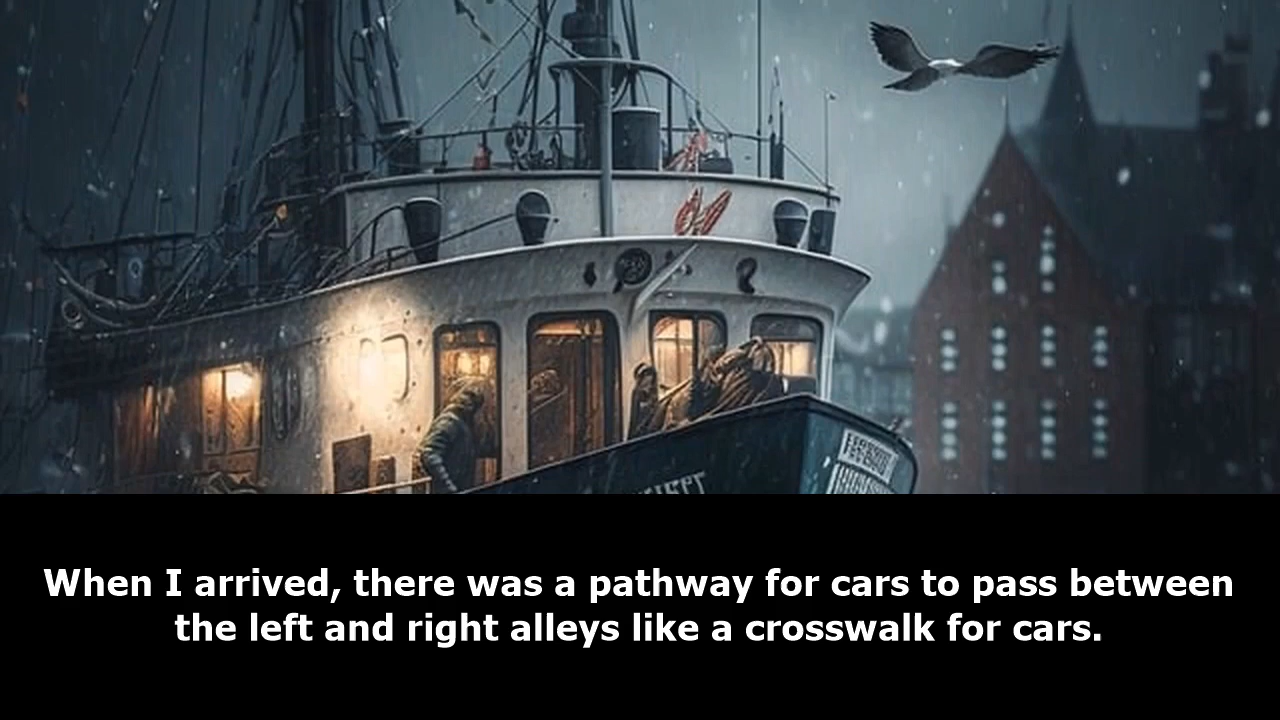 When I arrived, there was a pathway for cars to pass between
the left and right alleys like a crosswalk for cars.